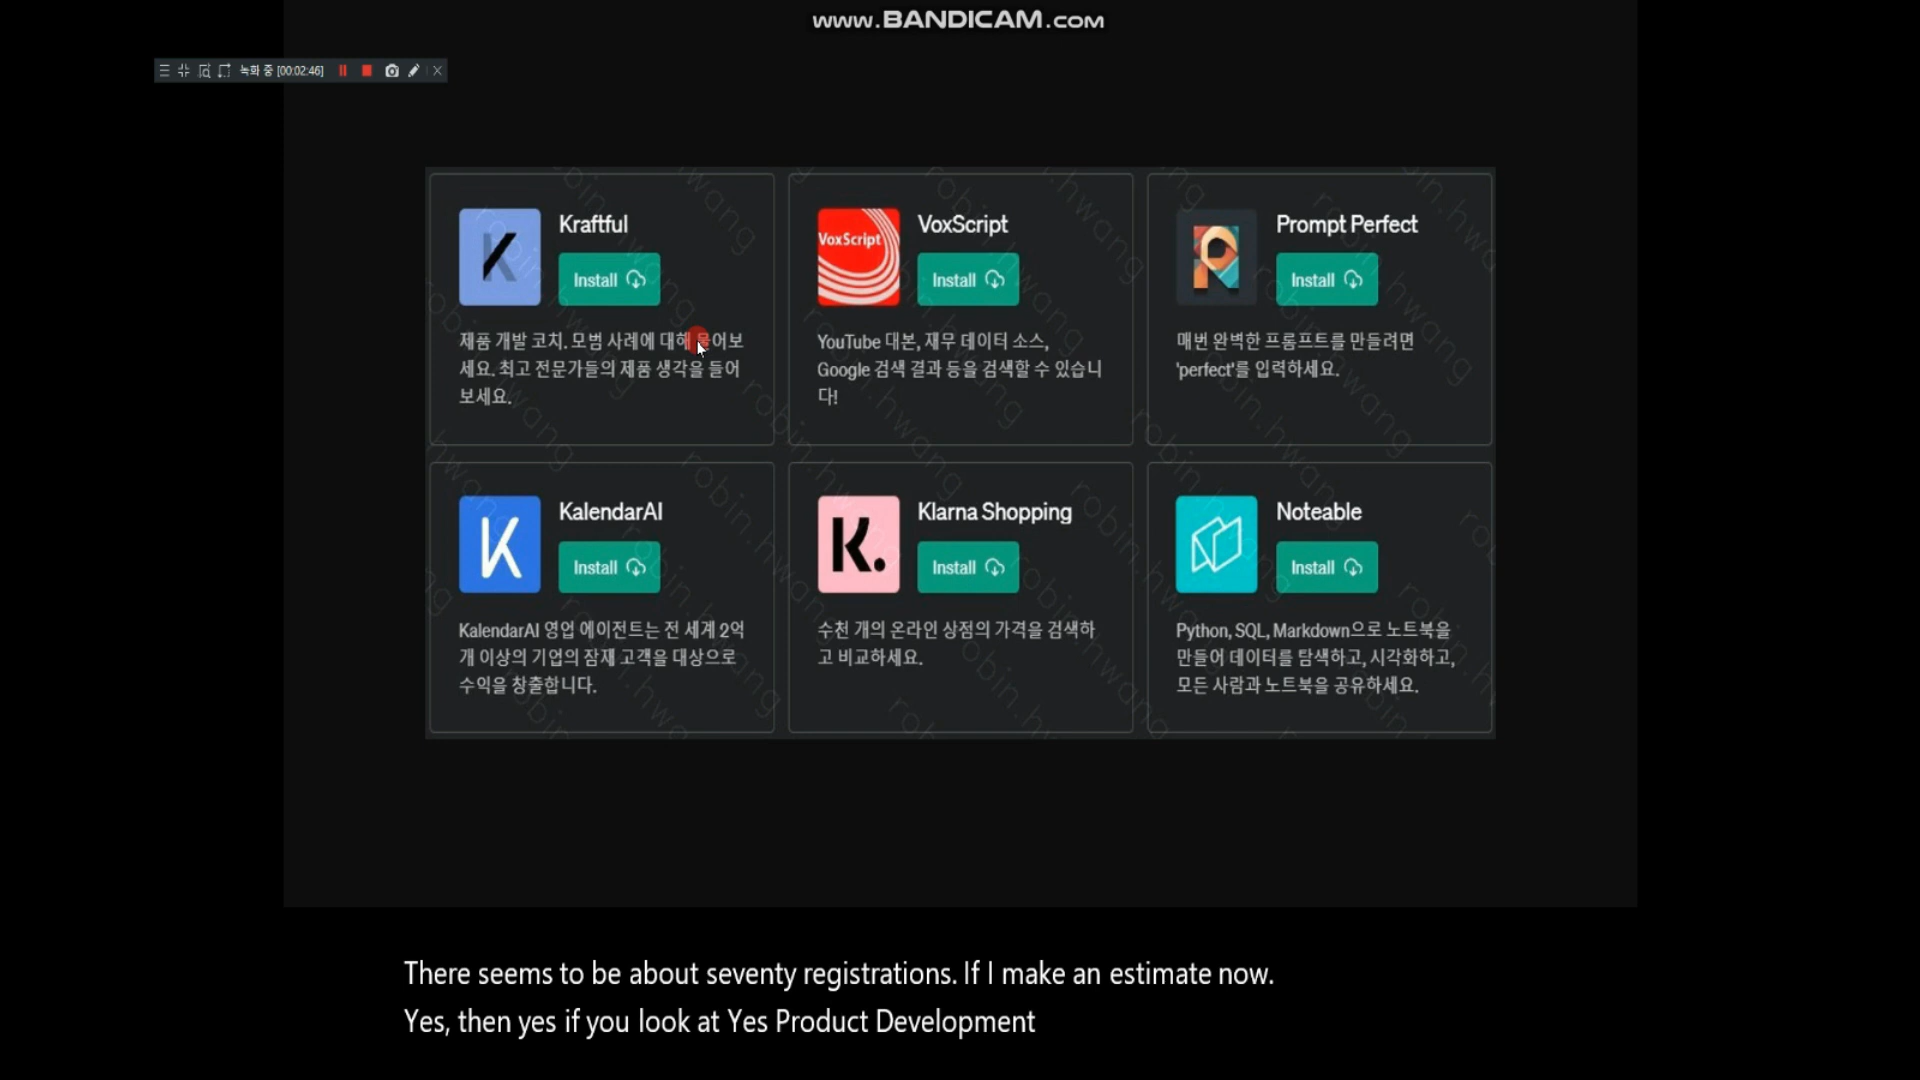 www.BANDICAM.com
녹화 중 [00:02:46]
Kraftful
Install
제품 개발 코치. 모범 사례에 대해 물어보
세요. 최고 전문가들의 제품 생각을 들어
보세요.
VoxScript
VoxScript
Install
YouTube 대본, 재무 데이터 소스,
Google 검색 결과 등을 검색할 수 있습니
다!
Prompt Perfect
Install
매번 완벽한 프롬프트를 만들려면
'perfect'를 입력하세요.
K
KalendarAI
Install
KalendarAI 영업 에이전트는 전 세계 2억
개 이상의 기업의 잠재 고객을 대상으로
수익을 창출합니다.
K.
Klarna Shopping
Install
수천 개의 온라인 상점의 가격을 검색하
고 비교하세요.
Noteable
Install
Python, SQL, Markdown으로 노트북을
만들어 데이터를 탐색하고, 시각화하고,
모든 사람과 노트북을 공유하세요.
robin.hwang
There seems to be about seventy registrations. If I make an estimate now.
Yes, then yes if you look at Yes Product Development